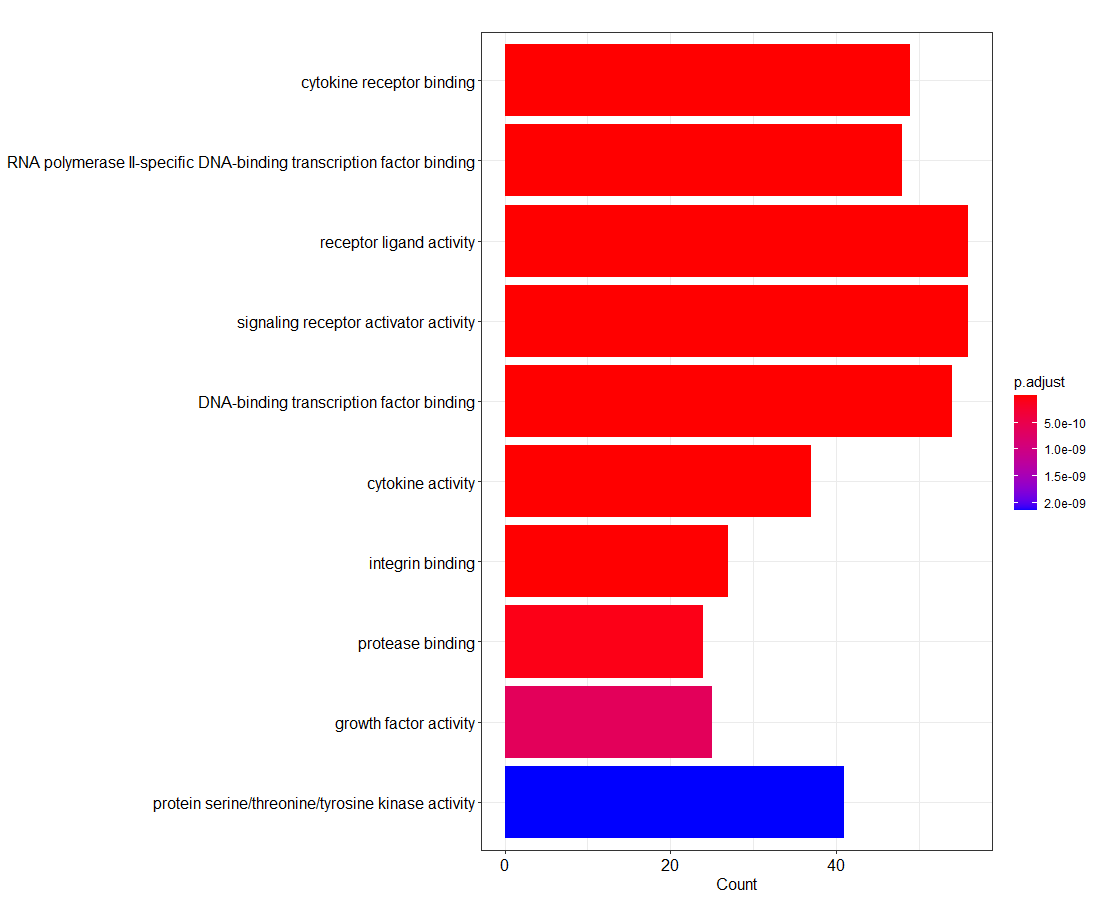 cytokine receptor binding
RNA polymerase II-specific DNA-binding transcription factor binding
receptor ligand activity
signaling receptor activator activity
DNA-binding transcription factor binding
cytokine activity
integrin binding
protease binding
growth factor activity
protein serine/threonine/tyrosine kinase activity
0 20 40
Count
p.adjust
5.0e-10
1.0e-09
1.5e-09
2.0e-09